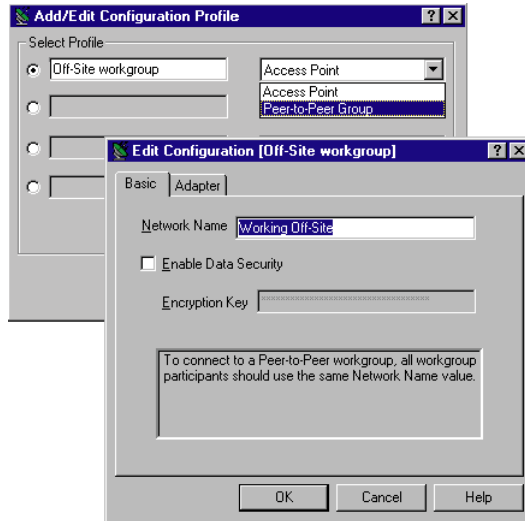 Add/Edit Configuration Profile
Select Profile
Off-Site workgroup
Access Point
Access Point
Peer-to-Peer Group
Edit Configuration [Off-Site workgroup]
Basic
Adapter
Network Name
Working Off-Site
Enable Data Security
Encryption Key
To connect to a Peer-to-Peer workgroup, all workgroup
participants should use the same Network Name value.
OK
Cancel
Help